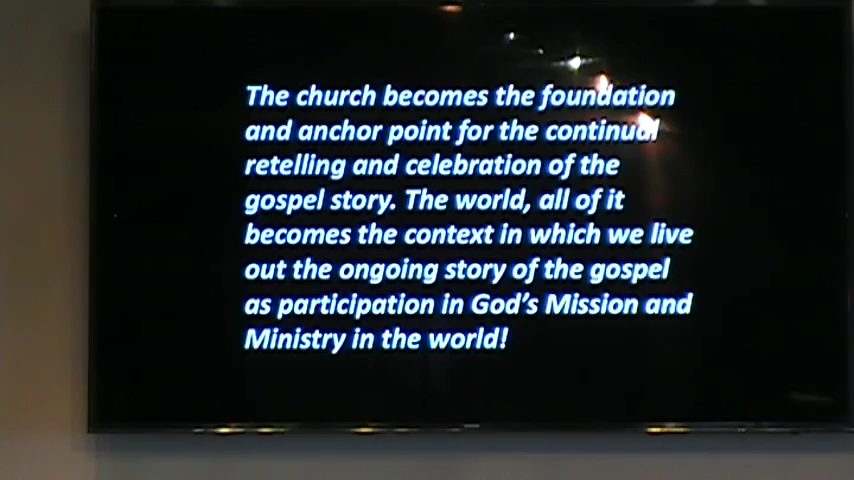 The church becomes the foundation
and anchor point for the continual
retelling and celebration of the
gospel story. The world, all of it
becomes the context in which we live
out the ongoing story of the gospel
as participation in God's Mission and
Ministry in the world!